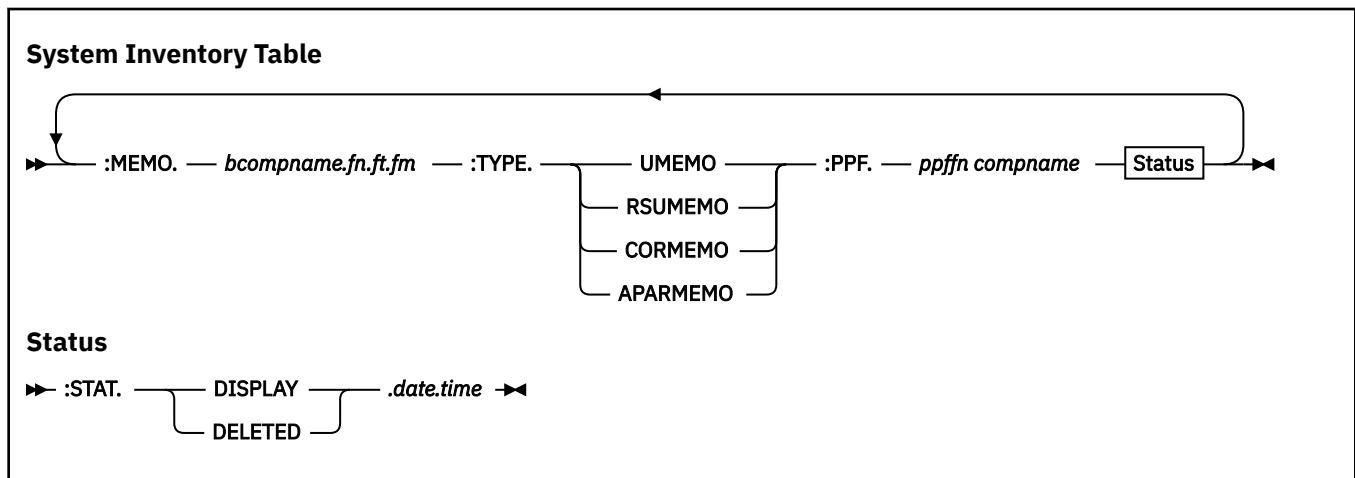 System Inventory Table
:MEMO. bcompname.fn.ft.fm :TYPE. UMEMO :PPF. ppffn compname Status
RSUMEMO
CORMEMO
APARMEMO
Status
:STAT. DISPLAY .date.time
DELETED